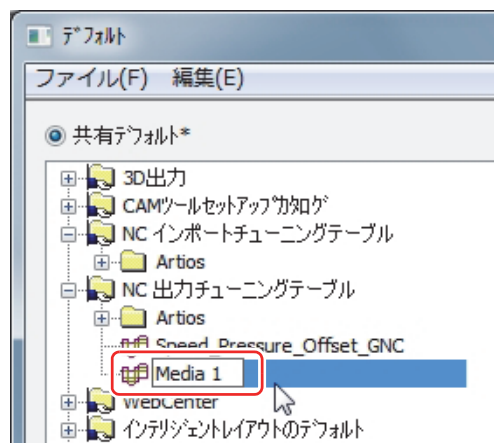 デフォルト
ファイル(F) 編集(E)
共有デフォルト*
3D出力
CAMツールセットアップカタログ
NC インポートチューニングテーブル
Artios
NC 出力チューニングテーブル
Artios
Speed_Pressure_Offset_GNC
Media 1
WebCenter
インテリジェントレイアウトのデフォルト